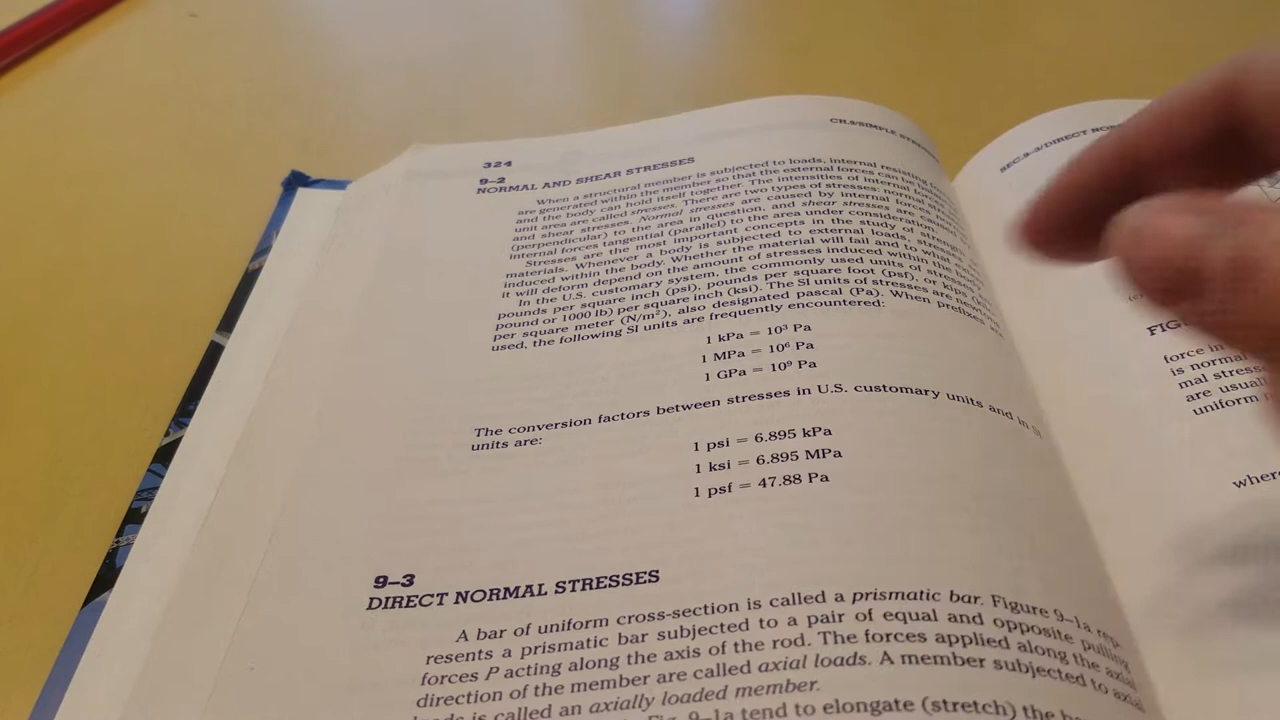 324
CH.9/SIMPLE
9–2
NORMAL AND SHEAR STRESSES
When a structural member is subjected to loads, internal resisting
are generated within the member so that the external forces can be
and the body can hold itself together. The intensities of internal forces
unit area are called stresses. There are two types of stresses: normal
and shear stresses. Normal stresses are caused by internal forces
(perpendicular) to the area in question, and shear stresses are
internal forces tangential (parallel) to the area under consideration.
Stresses are the most important concepts in the study of
materials. Whenever a body is subjected to external loads,
induced within the body. Whether the material will fail and to what
it will deform depend on the amount of stresses induced within the
In the U.S. customary system, the commonly used units of stresses
pounds per square inch (psi), pounds per square foot (psf), or kips
pound or 1000 lb) per square inch (ksi). The SI units of stresses are newtons
per square meter (N/m²), also designated pascal (Pa). When prefixes are
used, the following SI units are frequently encountered:
1 kPa = 10³ Pa
1 MPa = 10⁶ Pa
1 GPa = 10⁹ Pa
The conversion factors between stresses in U.S. customary units and in SI
units are:
1 psi = 6.895 kPa
1 ksi = 6.895 MPa
1 psf = 47.88 Pa
9–3
DIRECT NORMAL STRESSES
A bar of uniform cross-section is called a prismatic bar. Figure 9–1a rep-
resents a prismatic bar subjected to a pair of equal and opposite pulling
forces P acting along the axis of the rod. The forces applied along the axial
direction of the member are called axial loads. A member subjected to axial
is called an axially loaded member.
Fig. 9–1a tend to elongate (stretch) the
SEC.9–3/DIRECT
FIG
force in
is normal
mal stress
are usual
uniform
where